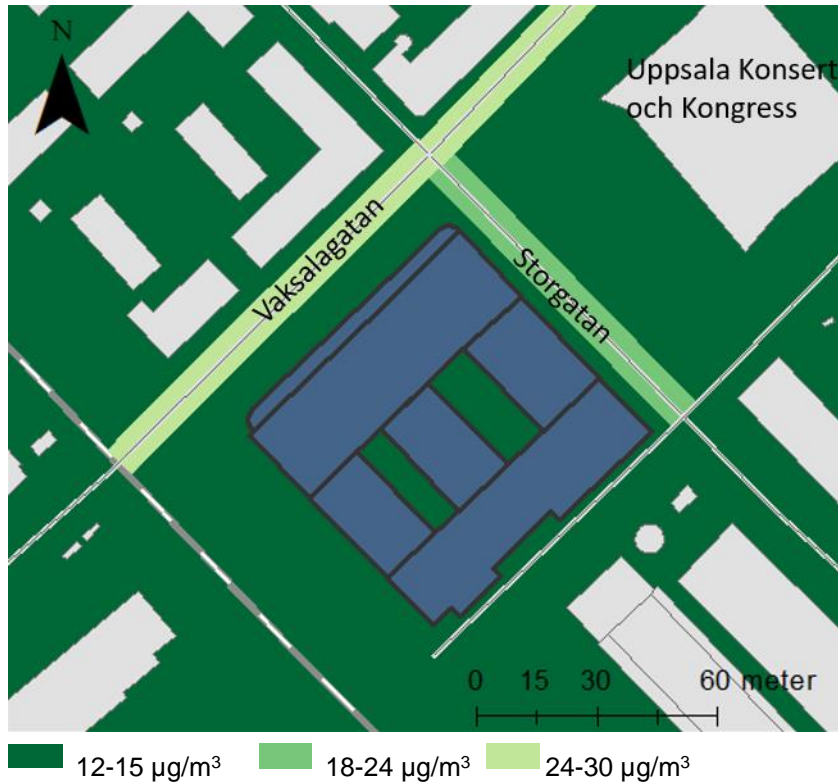 N
Uppsala Konsert
och Kongress
Vaksalagatan
Storgatan
0 15 30 60 meter
12-15 µg/m³ 18-24 µg/m³ 24-30 µg/m³